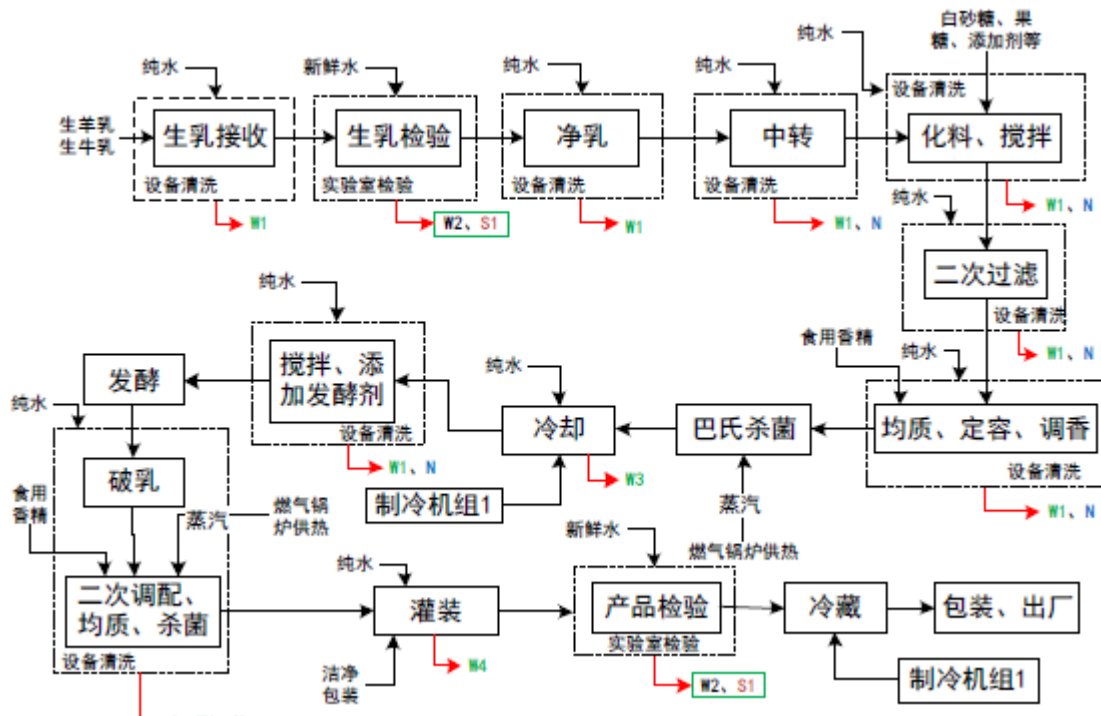 白砂糖、果
糖、添加剂等
纯水
新鲜水
纯水
纯水
纯水
设备清洗
生羊乳
生牛乳
生乳接收
生乳检验
净乳
中转
化料、搅拌
设备清洗
实验室检验
设备清洗
设备清洗
W1
W2、S1
W1
W1、N
W1、N
纯水
二次过滤
设备清洗
W1、N
纯水
食用香精
纯水
发酵
搅拌、添
加发酵剂
纯水
冷却
巴氏杀菌
均质、定容、调香
纯水
设备清洗
设备清洗
W1、N
W3
W1、N
破乳
制冷机组1
蒸汽
食用
香精
蒸汽
燃气锅
炉供热
新鲜水
燃气锅炉供热
二次调配、
均质、杀菌
纯水
灌装
产品检验
冷藏
包装、出厂
设备清洗
实验室检验
W4
洁净
包装
W2、S1
制冷机组1